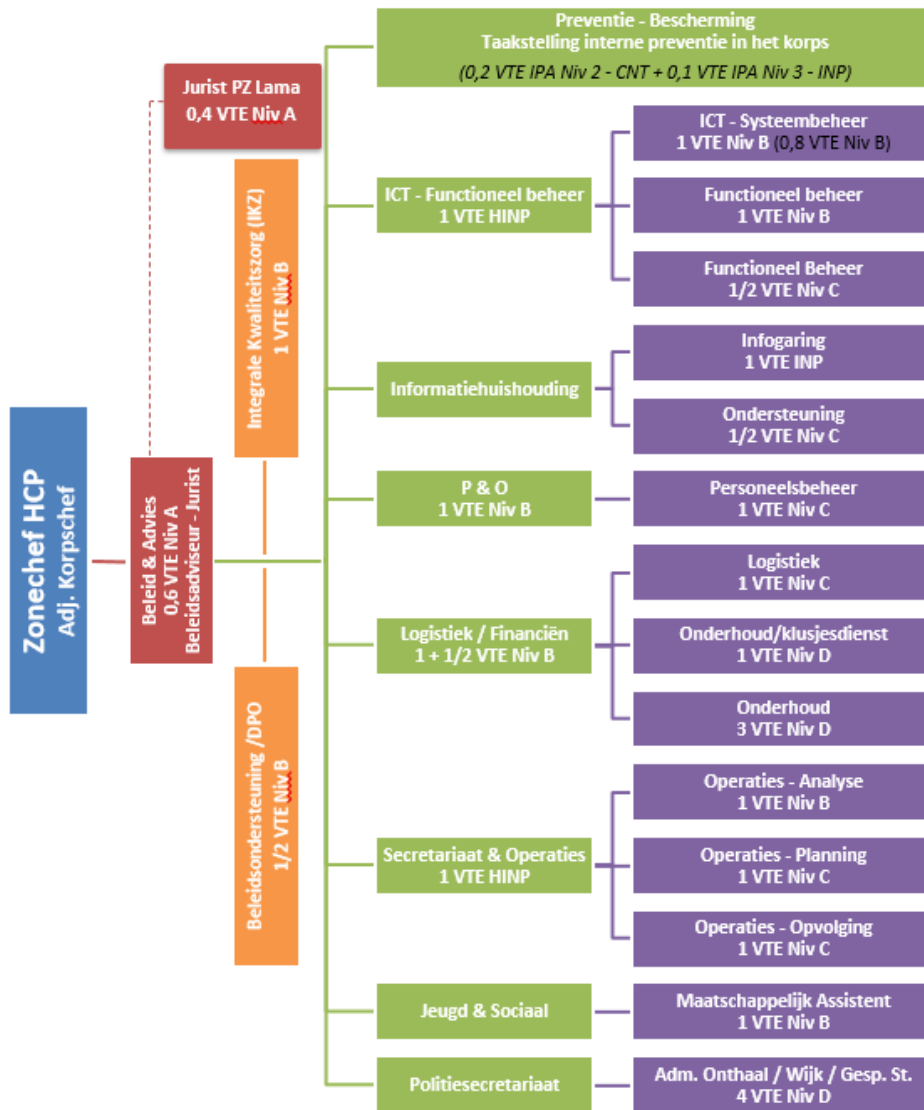 Preventie - Bescherming
Taakstelling interne preventie in het korps
(0,2 VTE IPA Niv 2 - CNT + 0,1 VTE IPA Niv 3 - INP)
Jurist PZ Lama
0,4 VTE Niv A
Zonechef HCP
Adj. Korpschef
Beleid & Advies
0,6 VTE Niv A
Beleidsadviseur - Jurist
Integrale Kwaliteitszorg (IKZ)
1 VTE Niv B
Beleidsondersteuning /DPO
1/2 VTE Niv B
ICT - Functioneel beheer
1 VTE HINP
ICT - Systeembeheer
1 VTE Niv B (0,8 VTE Niv B)
Functioneel beheer
1 VTE Niv B
Functioneel Beheer
1/2 VTE Niv C
Informatiehuishouding
Infogaring
1 VTE INP
Ondersteuning
1/2 VTE Niv C
P & O
1 VTE Niv B
Personeelsbeheer
1 VTE Niv C
Logistiek / Financiën
1 + 1/2 VTE Niv B
Logistiek
1 VTE Niv C
Onderhoud/klusjesdienst
1 VTE Niv D
Onderhoud
3 VTE Niv D
Secretariaat & Operaties
1 VTE HINP
Operaties - Analyse
1 VTE Niv B
Operaties - Planning
1 VTE Niv C
Operaties - Opvolging
1 VTE Niv C
Jeugd & Sociaal
Maatschappelijk Assistent
1 VTE Niv B
Politiesecretariaat
Adm. Onthaal / Wijk / Gesp. St.
4 VTE Niv D